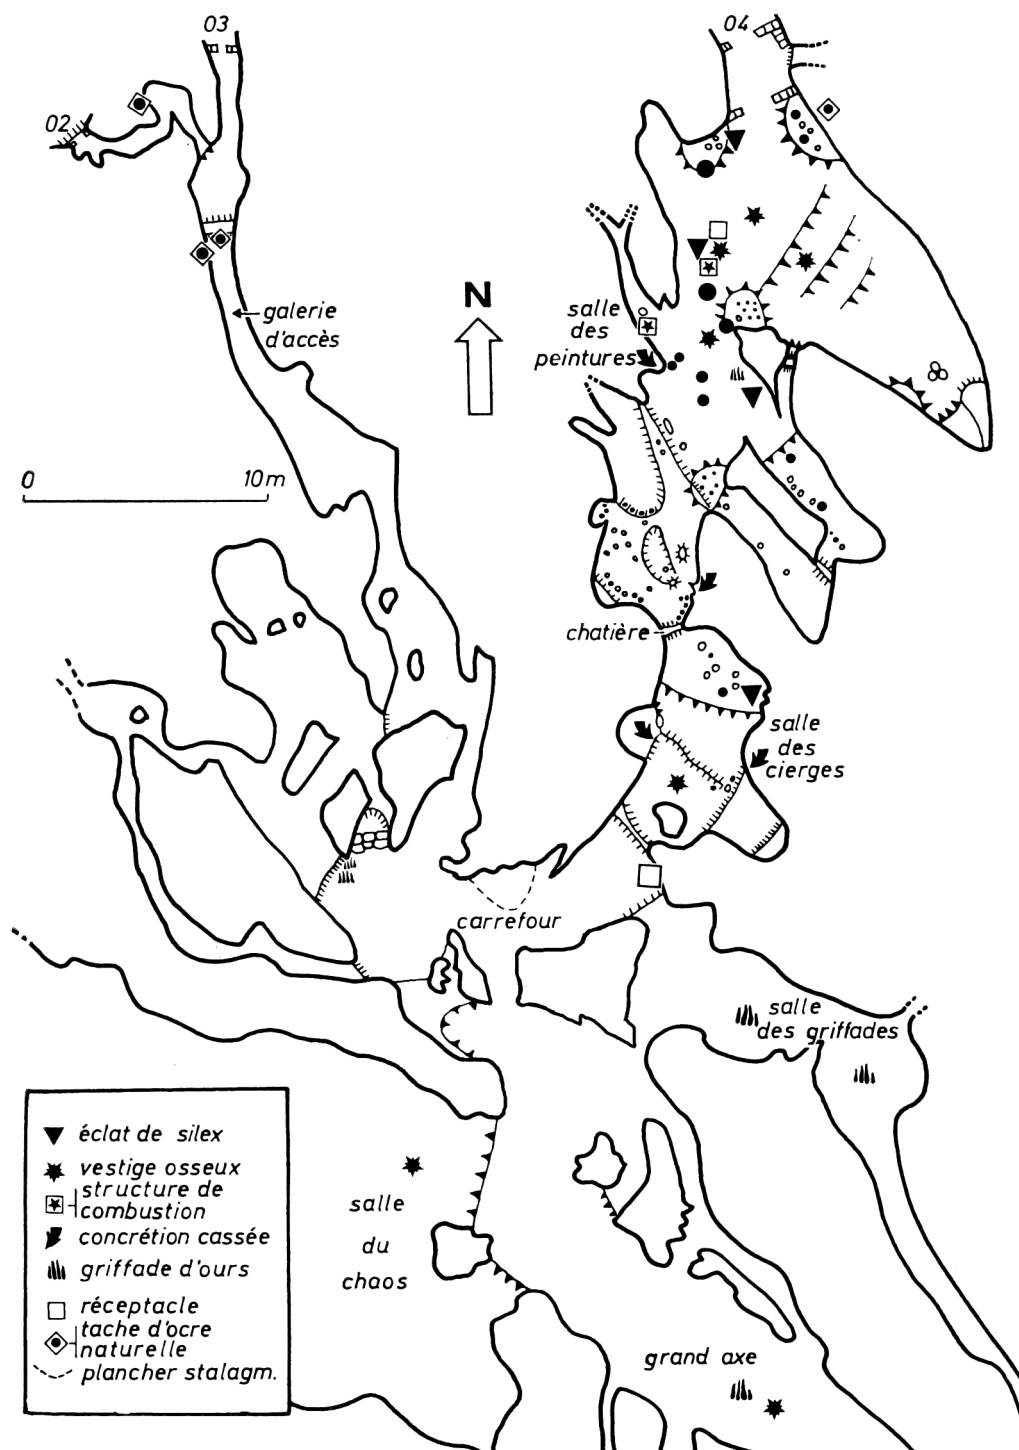 03
04
02
galerie
d'accès
N
salle
des
peintures
0 10m
chatière
salle
des
cierges
carrefour
salle
des griffades
salle
du
chaos
grand axe
éclat de silex
vestige osseux
structure de
combustion
concrétion cassée
griffade d'ours
réceptacle
tache d'ocre
naturelle
plancher stalagm.